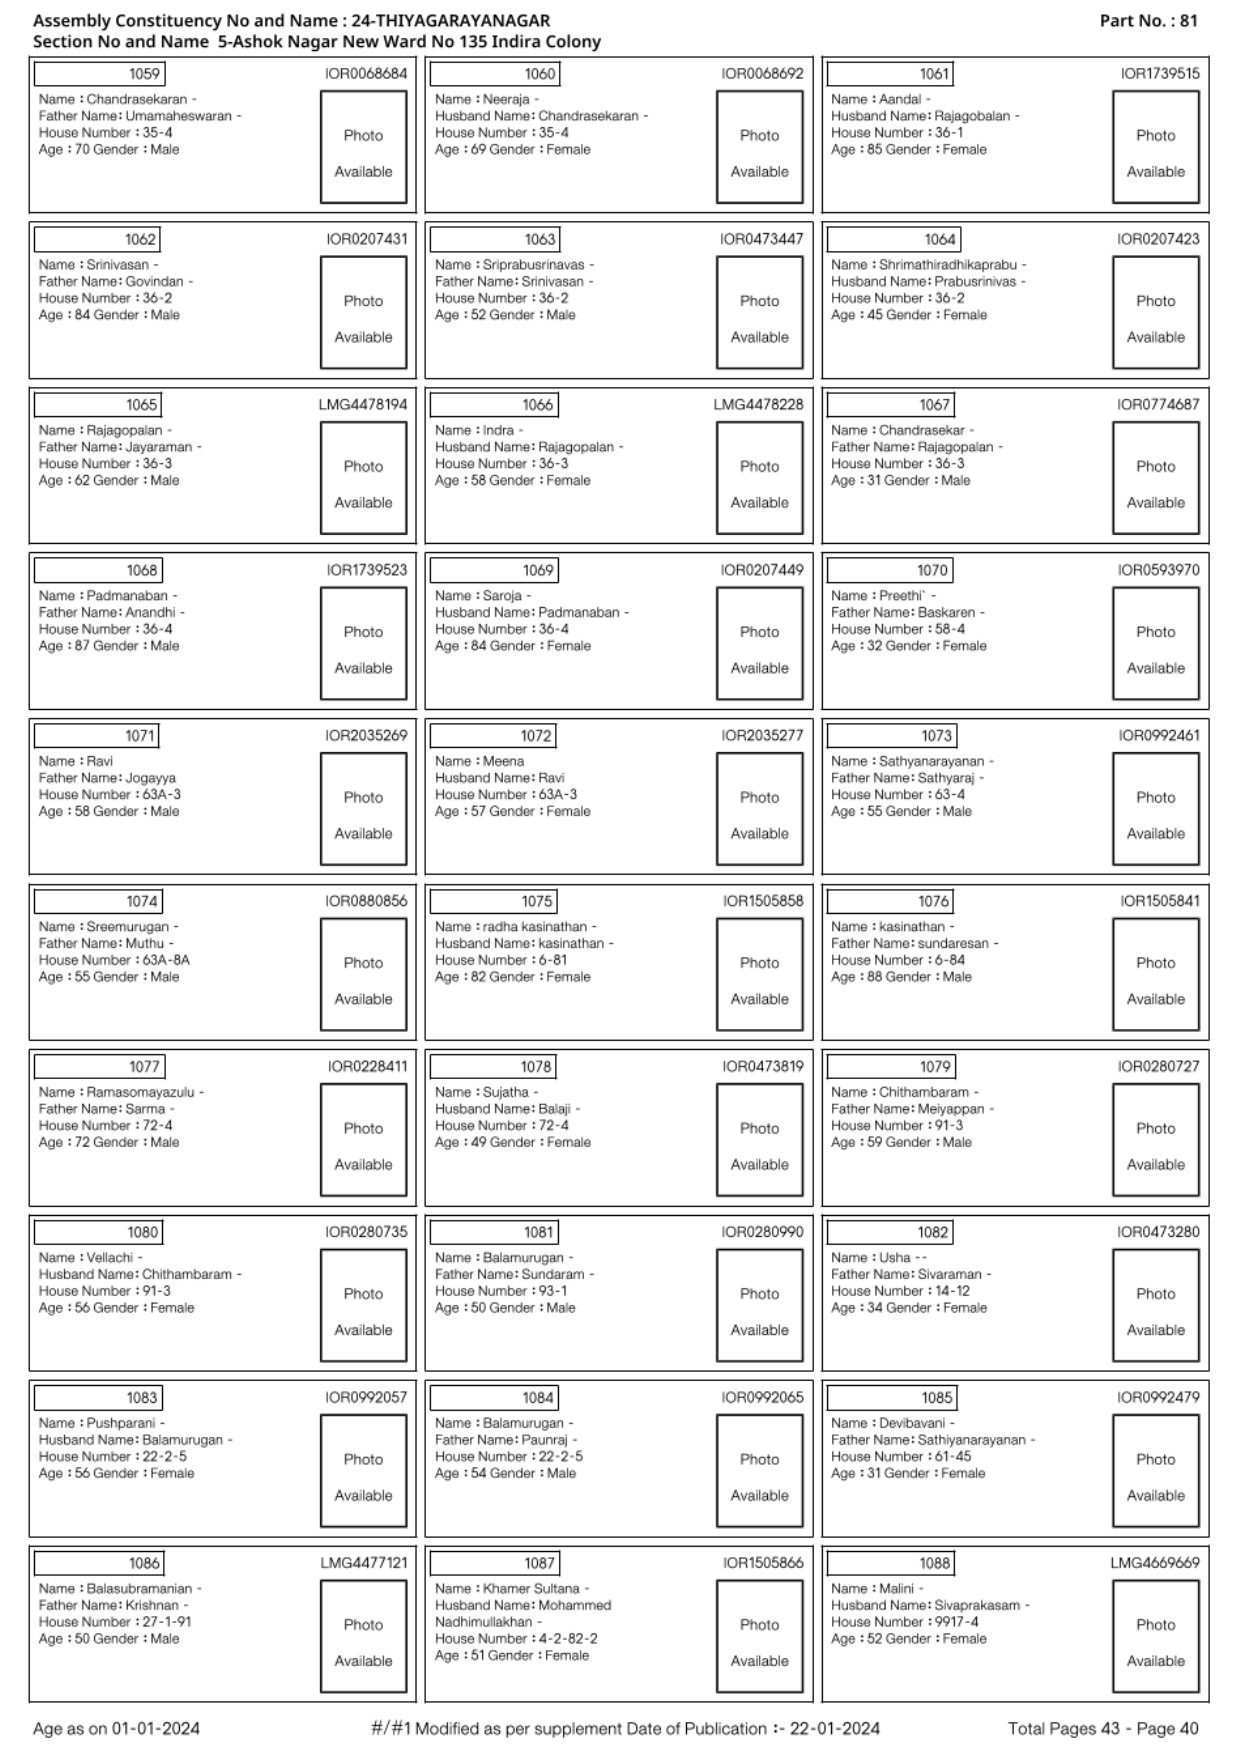 Assembly Constituency No and Name : 24-THIYAGARAYANAGAR
Part No. : 81
Section No and Name 5-Ashok Nagar New Ward No 135 Indira Colony
1059
IOR0068684
Name : Chandrasekaran -
Father Name: Umamaheswaran -
House Number : 35-4
Age : 70 Gender : Male
Photo
Available
1060
IOR0068692
Name : Neeraja -
Husband Name: Chandrasekaran -
House Number : 35-4
Age : 69 Gender : Female
Photo
Available
1061
IOR1739515
Name : Aandal -
Husband Name: Rajagobalan -
House Number : 36-1
Age : 85 Gender : Female
Photo
Available
1062
IOR0207431
Name : Srinivasan -
Father Name: Govindan -
House Number : 36-2
Age : 84 Gender : Male
Photo
Available
1063
IOR0473447
Name : Sriprabusrinavas -
Father Name: Srinivasan -
House Number : 36-2
Age : 52 Gender : Male
Photo
Available
1064
IOR0207423
Name : Shrimathiradhikaprabu -
Husband Name: Prabusrinivas -
House Number : 36-2
Age : 45 Gender : Female
Photo
Available
1065
LMG4478194
Name : Rajagopalan -
Father Name: Jayaraman -
House Number : 36-3
Age : 62 Gender : Male
Photo
Available
1066
LMG4478228
Name : Indra -
Husband Name: Rajagopalan -
House Number : 36-3
Age : 58 Gender : Female
Photo
Available
1067
IOR0774687
Name : Chandrasekar -
Father Name: Rajagopalan -
House Number : 36-3
Age : 31 Gender : Male
Photo
Available
1068
IOR1739523
Name : Padmanaban -
Father Name: Anandhi -
House Number : 36-4
Age : 87 Gender : Male
Photo
Available
1069
IOR0207449
Name : Saroja -
Husband Name: Padmanaban -
House Number : 36-4
Age : 84 Gender : Female
Photo
Available
1070
IOR0593970
Name : Preethi` -
Father Name: Baskaren -
House Number : 58-4
Age : 32 Gender : Female
Photo
Available
1071
IOR2035269
Name : Ravi
Father Name: Jogayya
House Number : 63A-3
Age : 58 Gender : Male
Photo
Available
1072
IOR2035277
Name : Meena
Husband Name: Ravi
House Number : 63A-3
Age : 57 Gender : Female
Photo
Available
1073
IOR0992461
Name : Sathyanarayanan -
Father Name: Sathyaraj -
House Number : 63-4
Age : 55 Gender : Male
Photo
Available
1074
IOR0880856
Name : Sreemurugan -
Father Name: Muthu -
House Number : 63A-8A
Age : 55 Gender : Male
Photo
Available
1075
IOR1505858
Name : radha kasinathan -
Husband Name: kasinathan -
House Number : 6-81
Age : 82 Gender : Female
Photo
Available
1076
IOR1505841
Name : kasinathan -
Father Name: sundaresan -
House Number : 6-84
Age : 88 Gender : Male
Photo
Available
1077
IOR0228411
Name : Ramasomayazulu -
Father Name: Sarma -
House Number : 72-4
Age : 72 Gender : Male
Photo
Available
1078
IOR0473819
Name : Sujatha -
Husband Name: Balaji -
House Number : 72-4
Age : 49 Gender : Female
Photo
Available
1079
IOR0280727
Name : Chithambaram -
Father Name: Meiyappan -
House Number : 91-3
Age : 59 Gender : Male
Photo
Available
1080
IOR0280735
Name : Vellachi -
Husband Name: Chithambaram -
House Number : 91-3
Age : 56 Gender : Female
Photo
Available
1081
IOR0280990
Name : Balamurugan -
Father Name: Sundaram -
House Number : 93-1
Age : 50 Gender : Male
Photo
Available
1082
IOR0473280
Name : Usha --
Father Name: Sivaraman -
House Number : 14-12
Age : 34 Gender : Female
Photo
Available
1083
IOR0992057
Name : Pushparani -
Husband Name: Balamurugan -
House Number : 22-2-5
Age : 56 Gender : Female
Photo
Available
1084
IOR0992065
Name : Balamurugan -
Father Name: Paunraj -
House Number : 22-2-5
Age : 54 Gender : Male
Photo
Available
1085
IOR0992479
Name : Devibavani -
Father Name: Sathiyanarayanan -
House Number : 61-45
Age : 31 Gender : Female
Photo
Available
1086
LMG4477121
Name : Balasubramanian -
Father Name: Krishnan -
House Number : 27-1-91
Age : 50 Gender : Male
Photo
Available
1087
IOR1505866
Name : Khamer Sultana -
Husband Name: Mohammed
Nadhimullakhan -
House Number : 4-2-82-2
Age : 51 Gender : Female
Photo
Available
1088
LMG4669669
Name : Malini -
Husband Name: Sivaprakasam -
House Number : 9917-4
Age : 52 Gender : Female
Photo
Available
Age as on 01-01-2024
#/#1 Modified as per supplement Date of Publication :- 22-01-2024
Total Pages 43 - Page 40